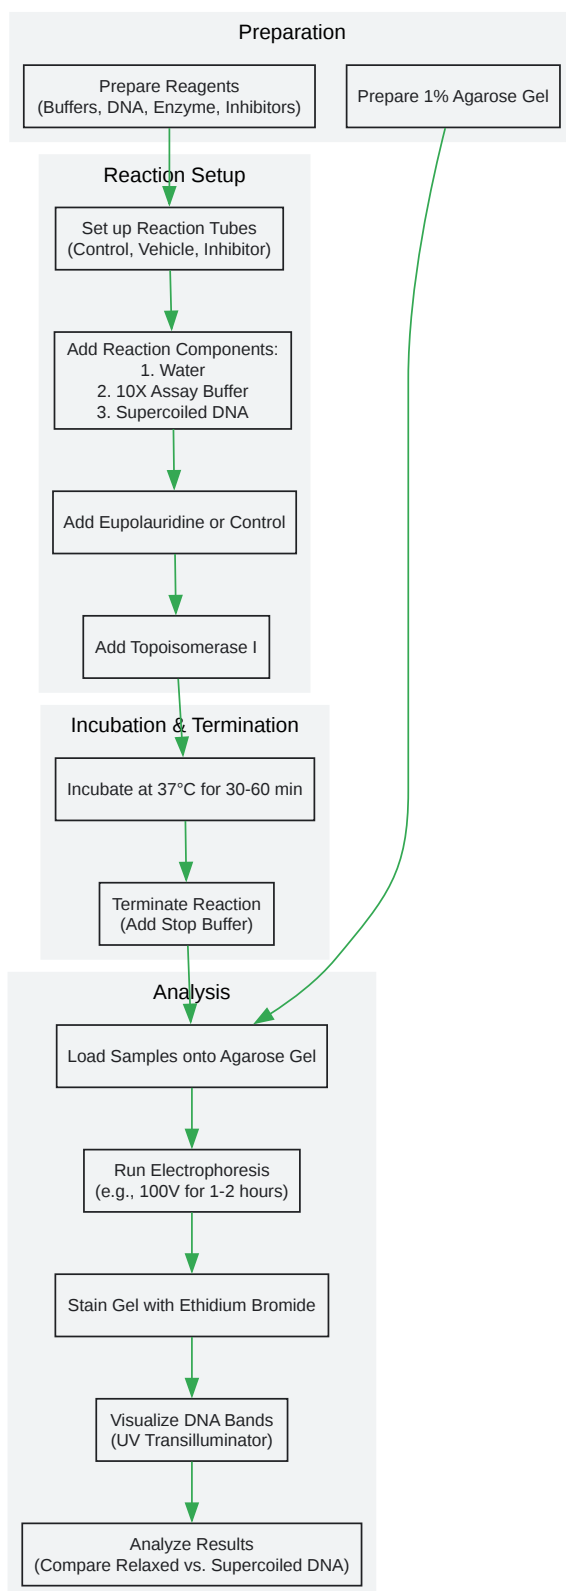 Preparation
Prepare Reagents
(Buffers, DNA, Enzyme, Inhibitors)
Prepare 1% Agarose Gel
Reaction Setup
Set up Reaction Tubes
(Control, Vehicle, Inhibitor)
Add Reaction Components:
1. Water
2. 10X Assay Buffer
3. Supercoiled DNA
Add Eupolauridine or Control
Add Topoisomerase I
Incubation & Termination
Incubate at 37°C for 30-60 min
Terminate Reaction
(Add Stop Buffer)
Analysis
Load Samples onto Agarose Gel
Run Electrophoresis
(e.g., 100V for 1-2 hours)
Stain Gel with Ethidium Bromide
Visualize DNA Bands
(UV Transilluminator)
Analyze Results
(Compare Relaxed vs. Supercoiled DNA)